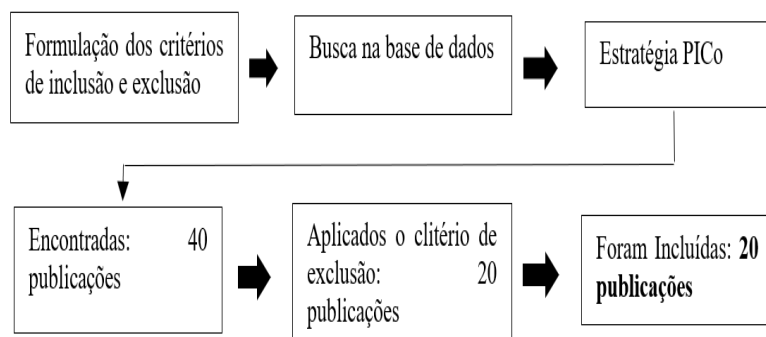 Formulação dos critérios
de inclusão e exclusão
Busca na base de dados
Estratégia PICo
Encontradas: 40
publicações
Aplicados o clitério de
exclusão: 20
publicações
Foram Incluídas: 20
publicações